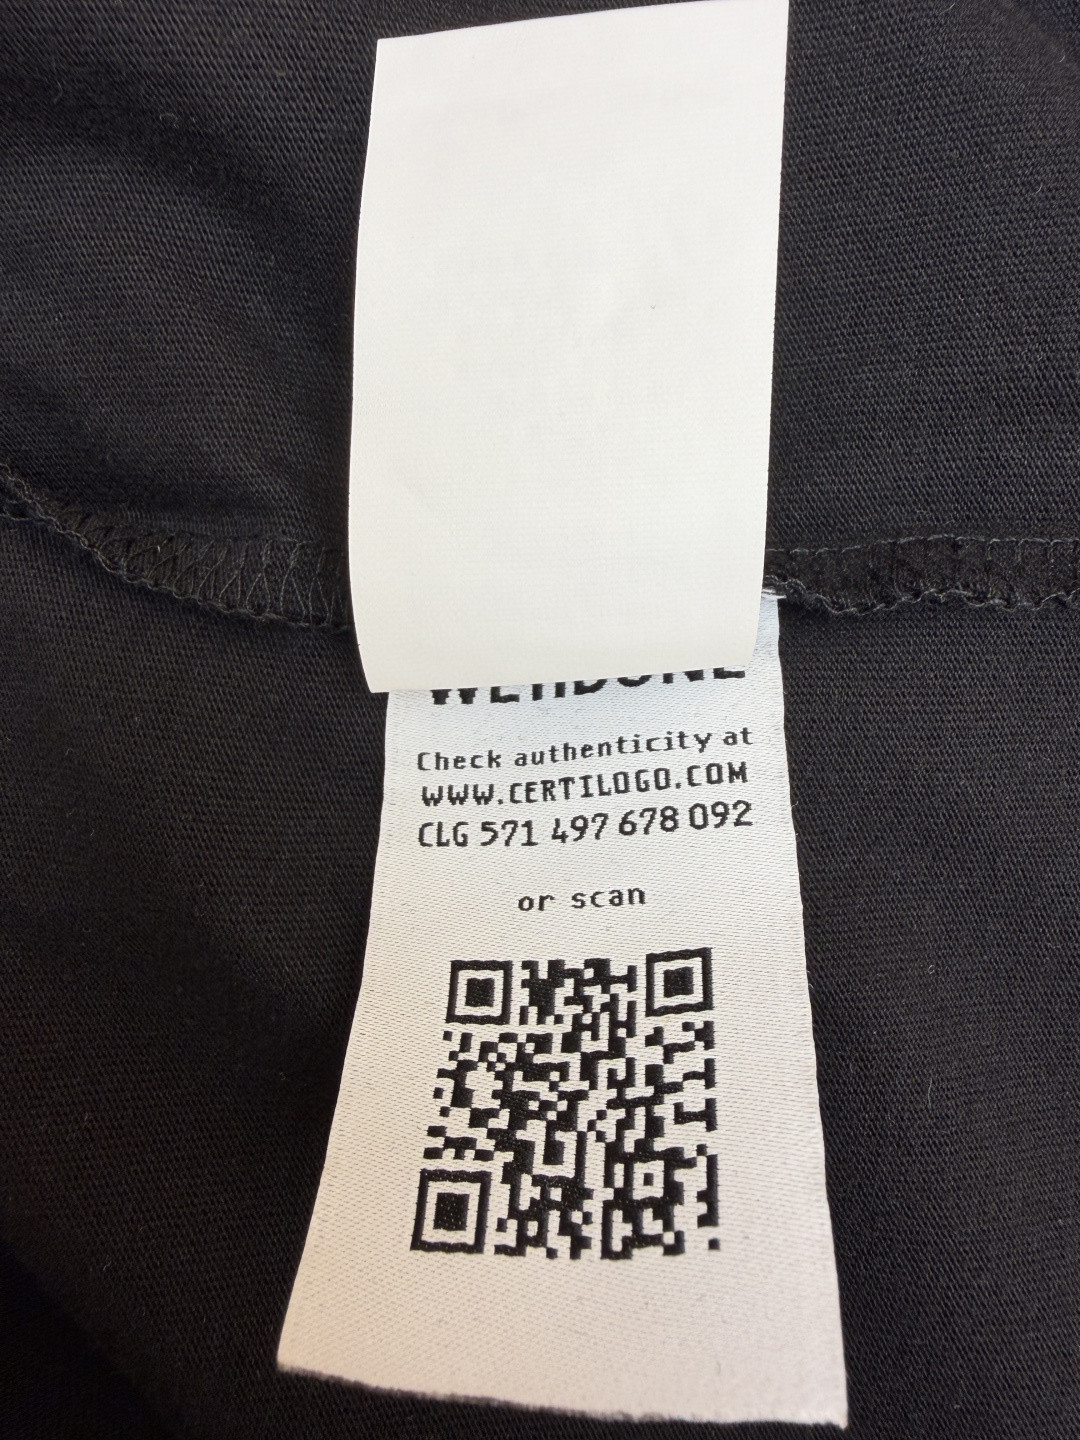 Check authenticity at
WWW.CERTILOGO.COM
CLG 571 497 678 092
or scan